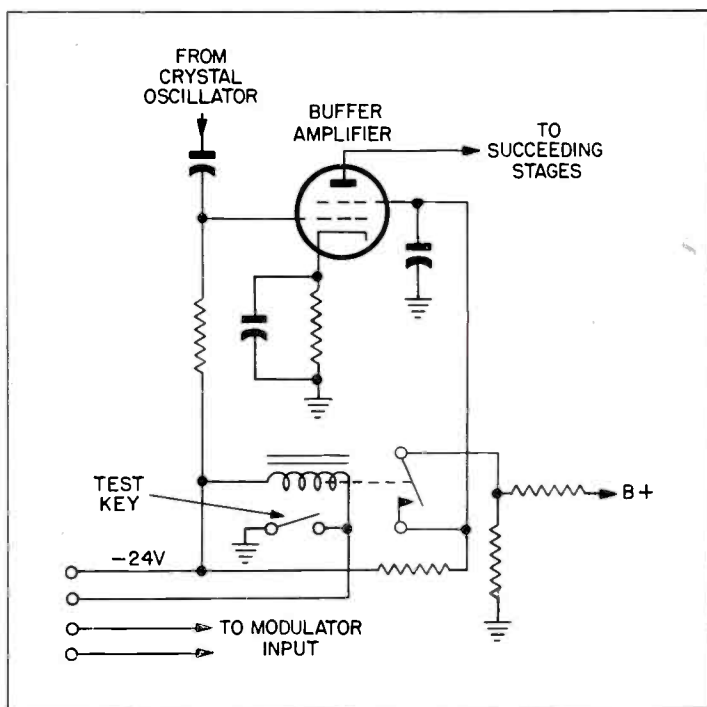 FROM
CRYSTAL
OSCILLATOR
BUFFER
AMPLIFIER
TO
SUCCEEDING
STAGES
TEST
KEY
B+
-24V
TO MODULATOR
INPUT